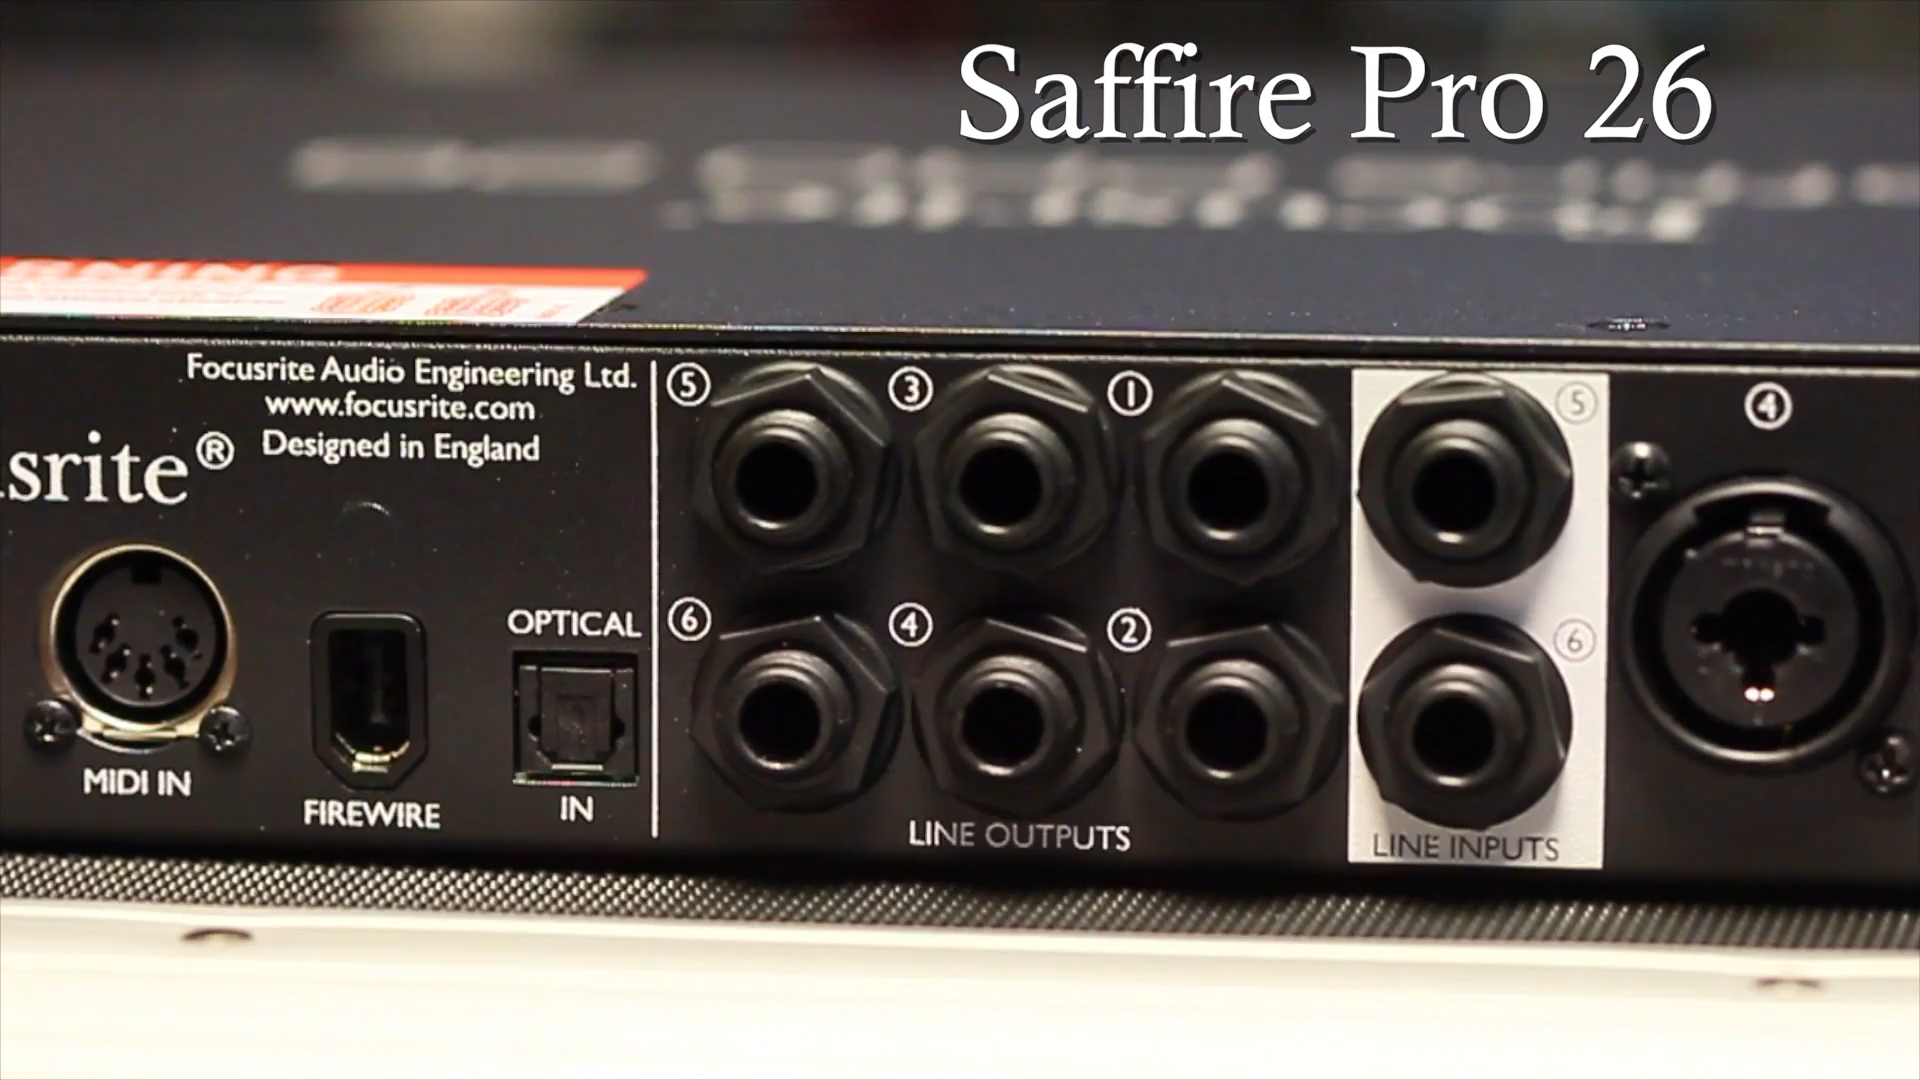 Saffire Pro 26
Focusrite Audio Engineering Ltd.
www.focusrite.com
Designed in England
srite®
5 3 1 5 4
OPTICAL
6 4 2 6
MIDI IN
FIREWIRE
IN
LINE OUTPUTS
LINE INPUTS